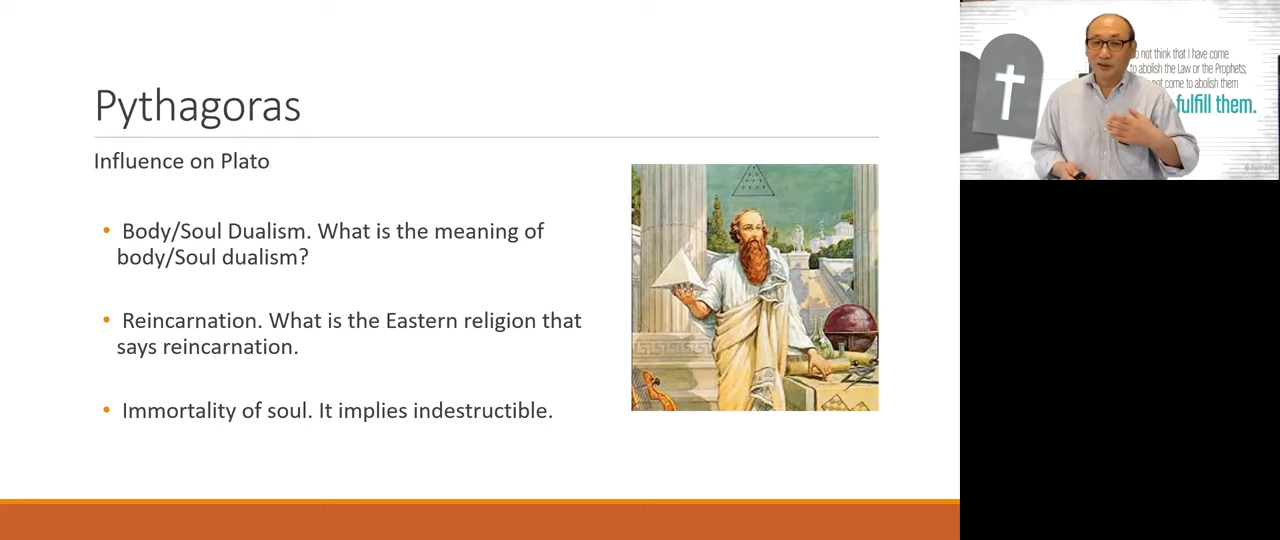 Pythagoras
Influence on Plato
• Body/Soul Dualism. What is the meaning of
body/Soul dualism?
• Reincarnation. What is the Eastern religion that
says reincarnation.
• Immortality of soul. It implies indestructible.
not think that I have come
to abolish the Law or the Prophets;
come to abolish them
fulfill them.